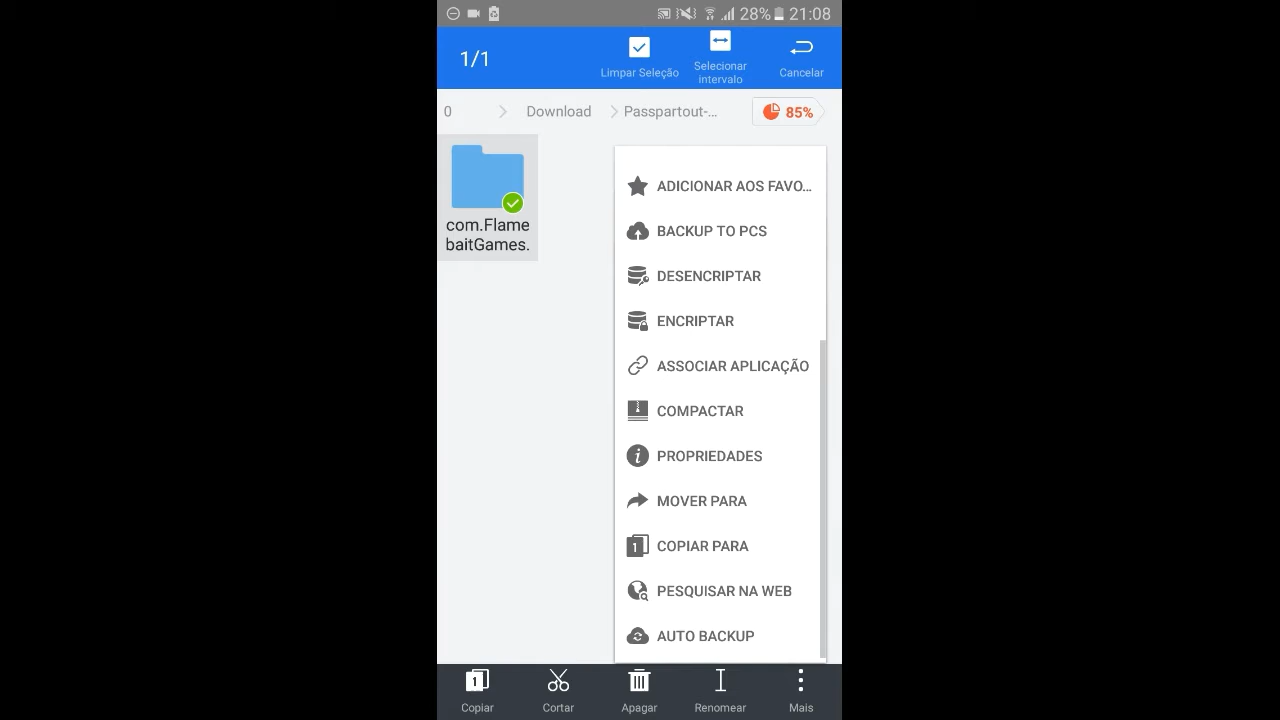 28% 21:08
1/1
Limpar Seleção
Selecionar
intervalo
Cancelar
0
Download
Passpartout-...
85%
com.Flame
baitGames.
ADICIONAR AOS FAVO...
BACKUP TO PCS
DESENCRIPTAR
ENCRIPTAR
ASSOCIAR APLICAÇÃO
COMPACTAR
PROPRIEDADES
MOVER PARA
1
COPIAR PARA
PESQUISAR NA WEB
AUTO BACKUP
1
Copiar
Cortar
Apagar
Renomear
Mais